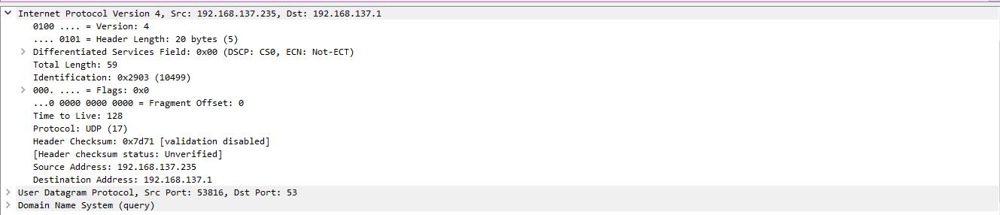 Internet Protocol Version 4, Src: 192.168.137.235, Dst: 192.168.137.1
0100 .... = Version: 4
.... 0101 = Header Length: 20 bytes (5)
Differentiated Services Field: 0x00 (DSCP: CS0, ECN: Not-ECT)
Total Length: 59
Identification: 0x2903 (10499)
000. .... = Flags: 0x0
...0 0000 0000 0000 = Fragment Offset: 0
Time to Live: 128
Protocol: UDP (17)
Header Checksum: 0x7d71 [validation disabled]
[Header checksum status: Unverified]
Source Address: 192.168.137.235
Destination Address: 192.168.137.1
User Datagram Protocol, Src Port: 53816, Dst Port: 53
Domain Name System (query)